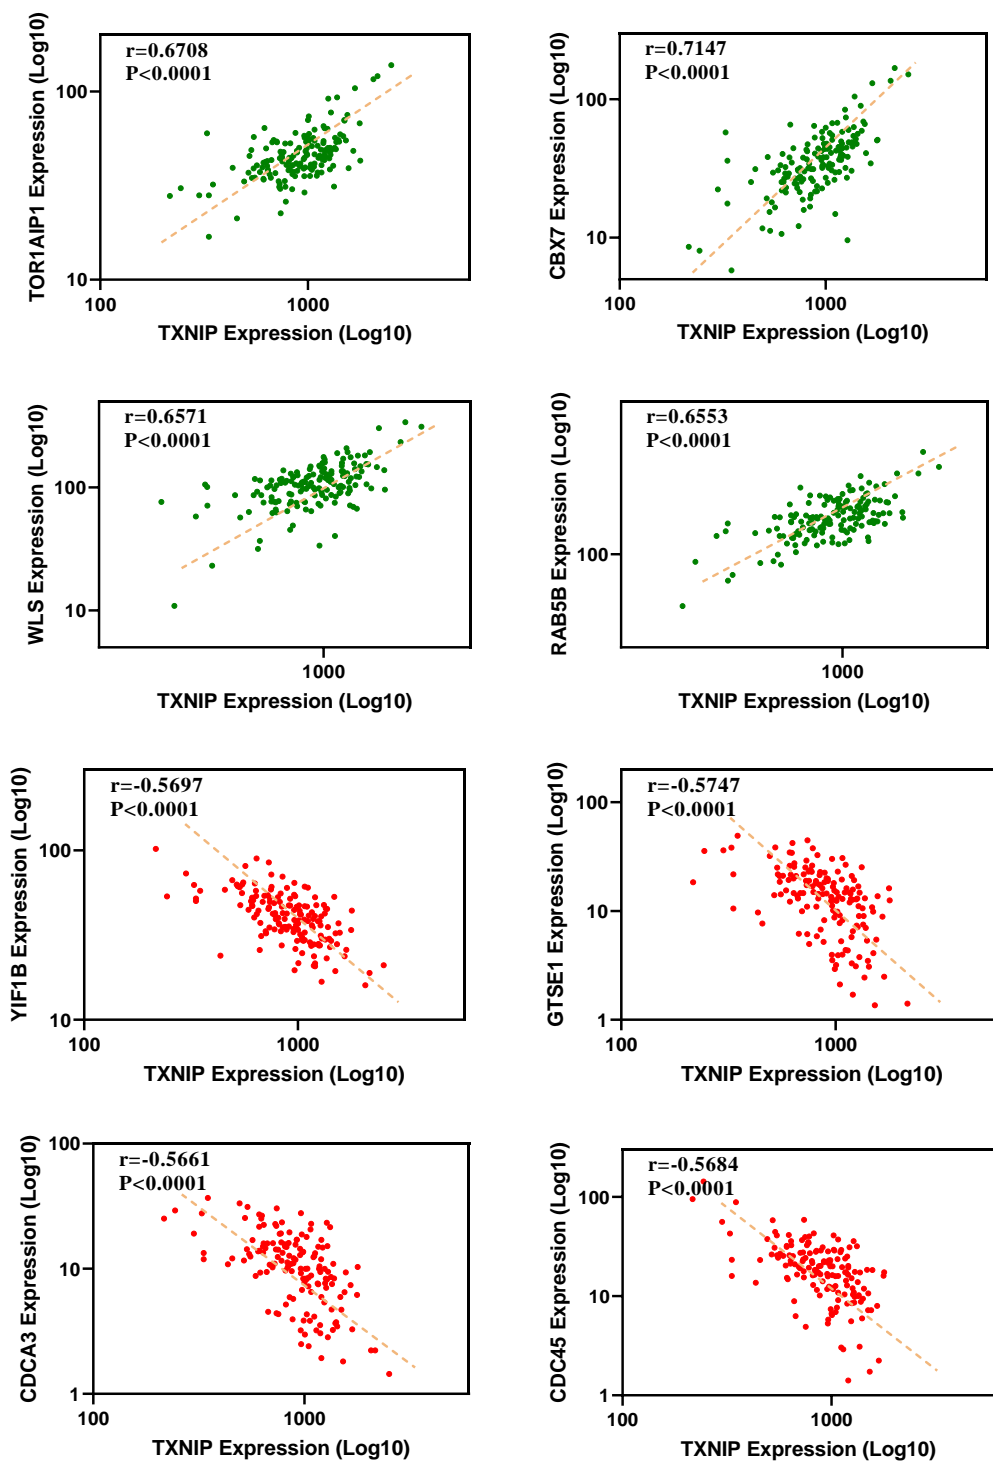 TOR1AIP1 Expression (Log10)
r=0.6708
P<0.0001
100
10
100
1000
TXNIP Expression (Log10)
CBX7 Expression (Log10)
r=0.7147
P<0.0001
100
10
100
1000
TXNIP Expression (Log10)
WLS Expression (Log10)
r=0.6571
P<0.0001
100
10
1000
TXNIP Expression (Log10)
RAB5B Expression (Log10)
r=0.6553
P<0.0001
100
1000
TXNIP Expression (Log10)
YIF1B Expression (Log10)
r=-0.5697
P<0.0001
100
10
100
1000
TXNIP Expression (Log10)
GTSE1 Expression (Log10)
r=-0.5747
P<0.0001
100
10
1
100
1000
TXNIP Expression (Log10)
CDCA3 Expression (Log10)
r=-0.5661
P<0.0001
100
10
1
100
1000
TXNIP Expression (Log10)
CDC45 Expression (Log10)
r=-0.5684
P<0.0001
100
10
1
100
1000
TXNIP Expression (Log10)